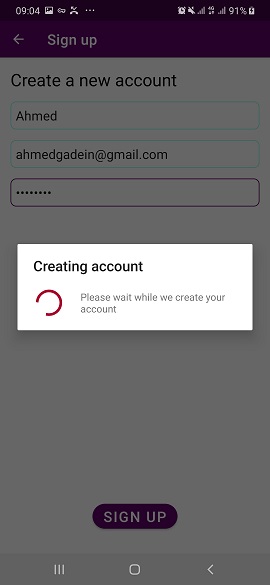 09:04 91%
Sign up
Create a new account
Ahmed
ahmedgadein@gmail.com
••••••••
Creating account
Please wait while we create your
account
SIGN UP